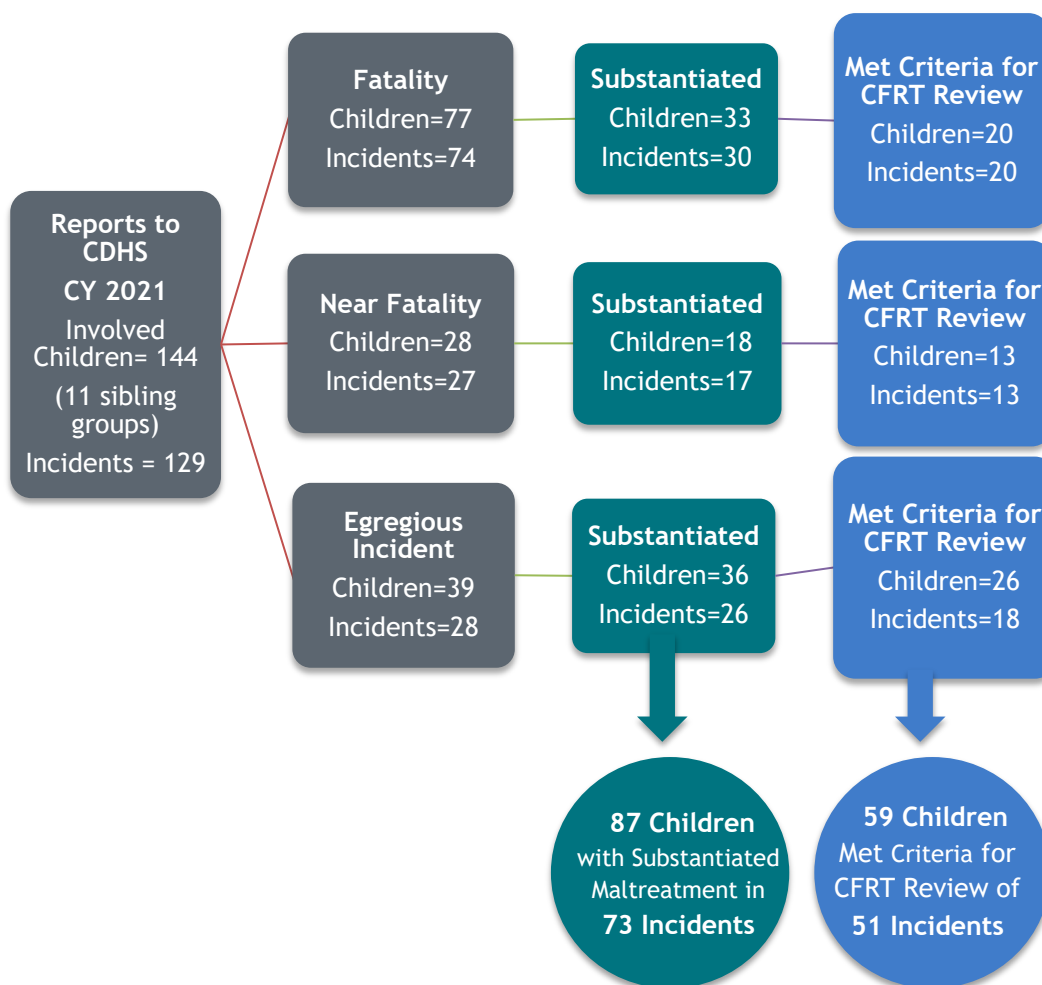 Reports to
CDHS
CY 2021
Involved
Children= 144
(11 sibling
groups)
Incidents = 129
Fatality
Children=77
Incidents=74
Substantiated
Children=33
Incidents=30
Met Criteria for
CFRT Review
Children=20
Incidents=20
Near Fatality
Children=28
Incidents=27
Substantiated
Children=18
Incidents=17
Met Criteria for
CFRT Review
Children=13
Incidents=13
Egregious
Incident
Children=39
Incidents=28
Substantiated
Children=36
Incidents=26
Met Criteria for
CFRT Review
Children=26
Incidents=18
87 Children
with Substantiated
Maltreatment in
73 Incidents
59 Children
Met Criteria for
CFRT Review of
51 Incidents